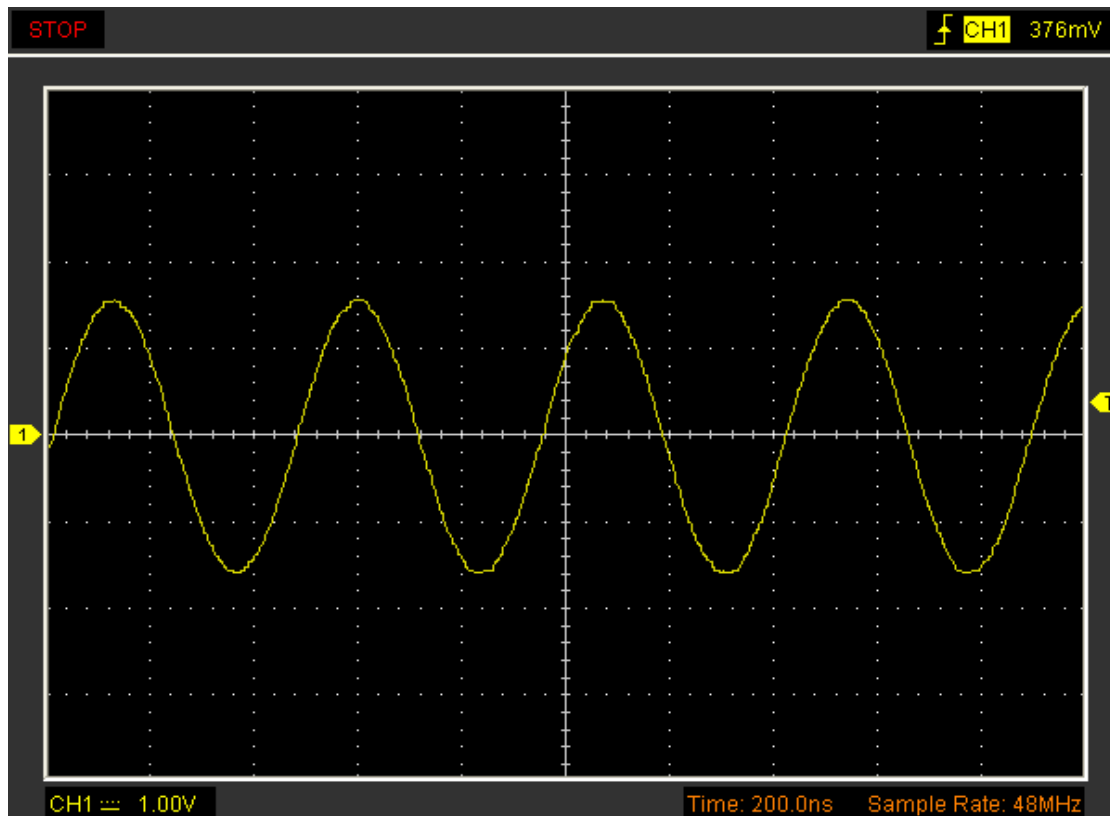 STOP
CH1 376mV
1
T
CH1 1.00V
Time: 200.0ns Sample Rate: 48MHz